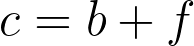 c = b + f